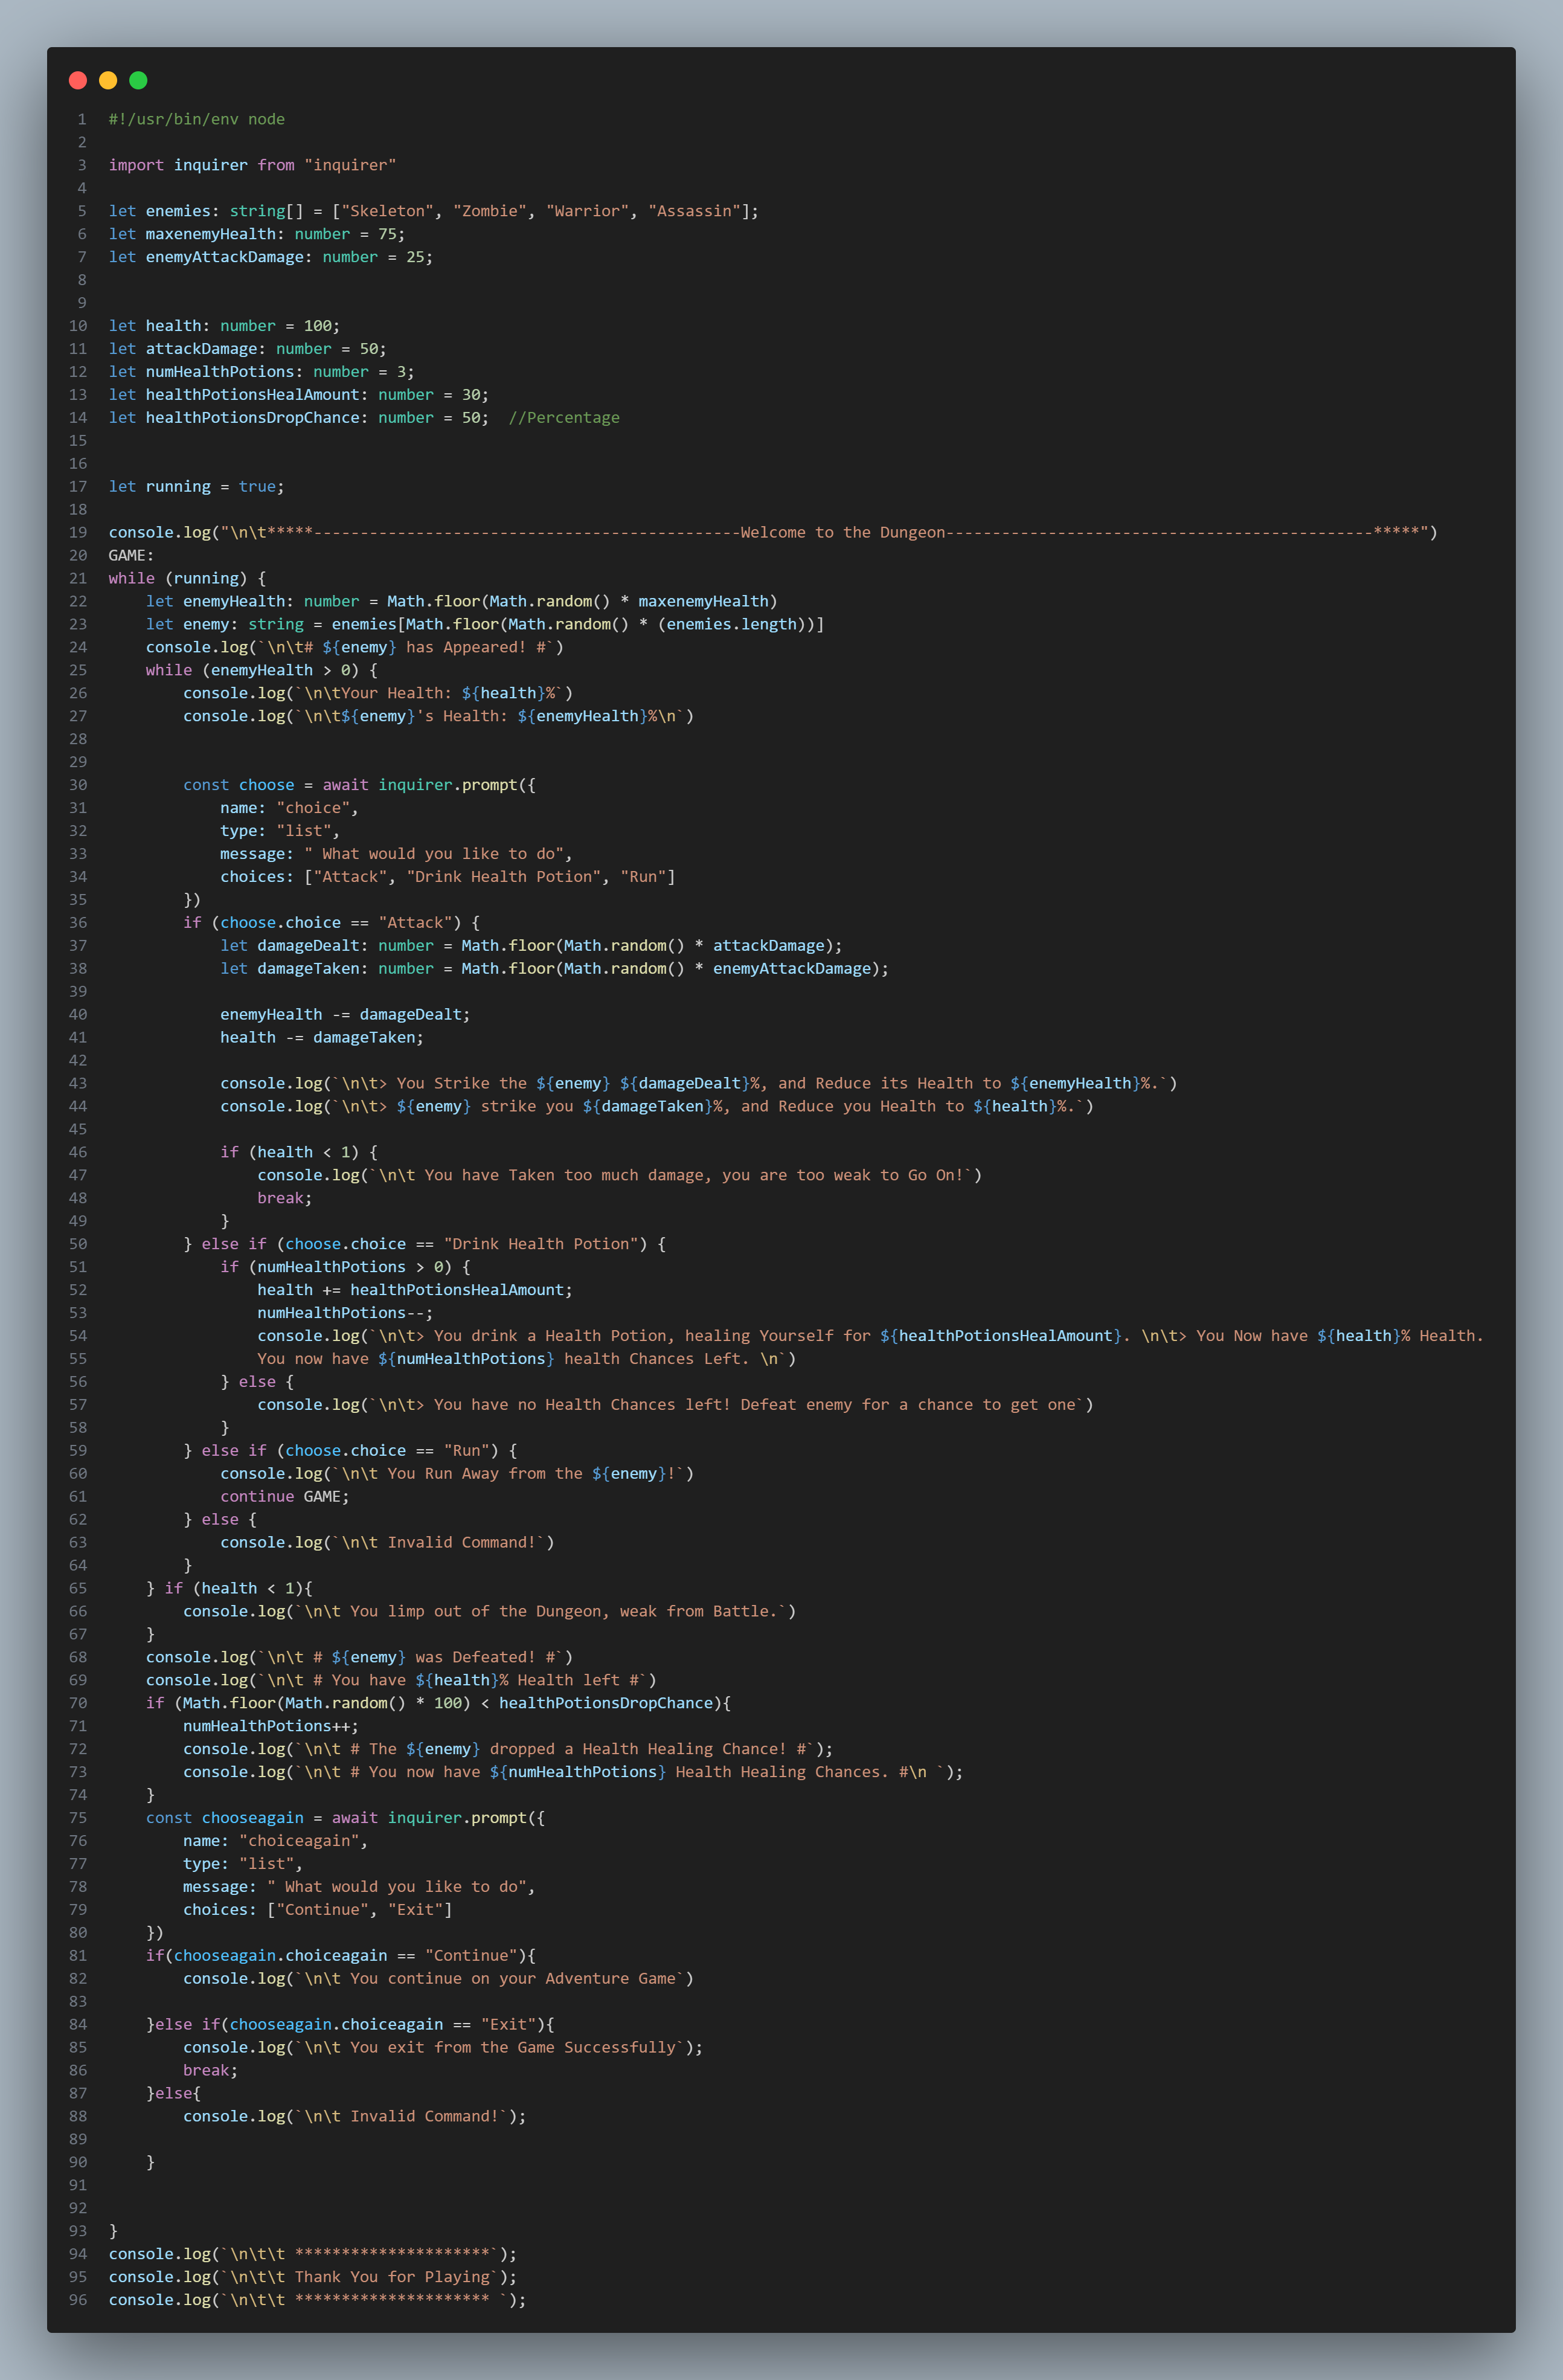 1 #!/usr/bin/env node
2
3 import inquirer from "inquirer"
4
5 let enemies: string[] = ["Skeleton", "Zombie", "Warrior", "Assassin"];
6 let maxenemyHealth: number = 75;
7 let enemyAttackDamage: number = 25;
8
9
10 let health: number = 100;
11 let attackDamage: number = 50;
12 let numHealthPotions: number = 3;
13 let healthPotionsHealAmount: number = 30;
14 let healthPotionsDropChance: number = 50;  //Percentage
15
16
17 let running = true;
18
19 console.log("\n\t*****----------------------------------------------Welcome to the Dungeon----------------------------------------------*****")
20 GAME:
21 while (running) {
22     let enemyHealth: number = Math.floor(Math.random() * maxenemyHealth)
23     let enemy: string = enemies[Math.floor(Math.random() * (enemies.length))]
24     console.log(`\n\t# ${enemy} has Appeared! #`)
25     while (enemyHealth > 0) {
26         console.log(`\n\tYour Health: ${health}%`)
27         console.log(`\n\t${enemy}'s Health: ${enemyHealth}%\n`)
28
29
30         const choose = await inquirer.prompt({
31             name: "choice",
32             type: "list",
33             message: " What would you like to do",
34             choices: ["Attack", "Drink Health Potion", "Run"]
35         })
36         if (choose.choice == "Attack") {
37             let damageDealt: number = Math.floor(Math.random() * attackDamage);
38             let damageTaken: number = Math.floor(Math.random() * enemyAttackDamage);
39
40             enemyHealth -= damageDealt;
41             health -= damageTaken;
42
43             console.log(`\n\t> You Strike the ${enemy} ${damageDealt}%, and Reduce its Health to ${enemyHealth}%.`)
44             console.log(`\n\t> ${enemy} strike you ${damageTaken}%, and Reduce you Health to ${health}%.`)
45
46             if (health < 1) {
47                 console.log(`\n\t You have Taken too much damage, you are too weak to Go On!`)
48                 break;
49             }
50         } else if (choose.choice == "Drink Health Potion") {
51             if (numHealthPotions > 0) {
52                 health += healthPotionsHealAmount;
53                 numHealthPotions--;
54                 console.log(`\n\t> You drink a Health Potion, healing Yourself for ${healthPotionsHealAmount}. \n\t> You Now have ${health}% Health.
55                 You now have ${numHealthPotions} health Chances Left. \n`)
56             } else {
57                 console.log(`\n\t> You have no Health Chances left! Defeat enemy for a chance to get one`)
58             }
59         } else if (choose.choice == "Run") {
60             console.log(`\n\t You Run Away from the ${enemy}!`)
61             continue GAME;
62         } else {
63             console.log(`\n\t Invalid Command!`)
64         }
65     } if (health < 1){
66         console.log(`\n\t You limp out of the Dungeon, weak from Battle.`)
67     }
68     console.log(`\n\t # ${enemy} was Defeated! #`)
69     console.log(`\n\t # You have ${health}% Health left #`)
70     if (Math.floor(Math.random() * 100) < healthPotionsDropChance){
71         numHealthPotions++;
72         console.log(`\n\t # The ${enemy} dropped a Health Healing Chance! #`);
73         console.log(`\n\t # You now have ${numHealthPotions} Health Healing Chances. #\n `);
74     }
75     const chooseagain = await inquirer.prompt({
76         name: "choiceagain",
77         type: "list",
78         message: " What would you like to do",
79         choices: ["Continue", "Exit"]
80     })
81     if(chooseagain.choiceagain == "Continue"){
82         console.log(`\n\t You continue on your Adventure Game`)
83
84     }else if(chooseagain.choiceagain == "Exit"){
85         console.log(`\n\t You exit from the Game Successfully`);
86         break;
87     }else{
88         console.log(`\n\t Invalid Command!`);
89
90     }
91
92
93 }
94 console.log(`\n\t\t *********************`);
95 console.log(`\n\t\t Thank You for Playing`);
96 console.log(`\n\t\t ********************* `);